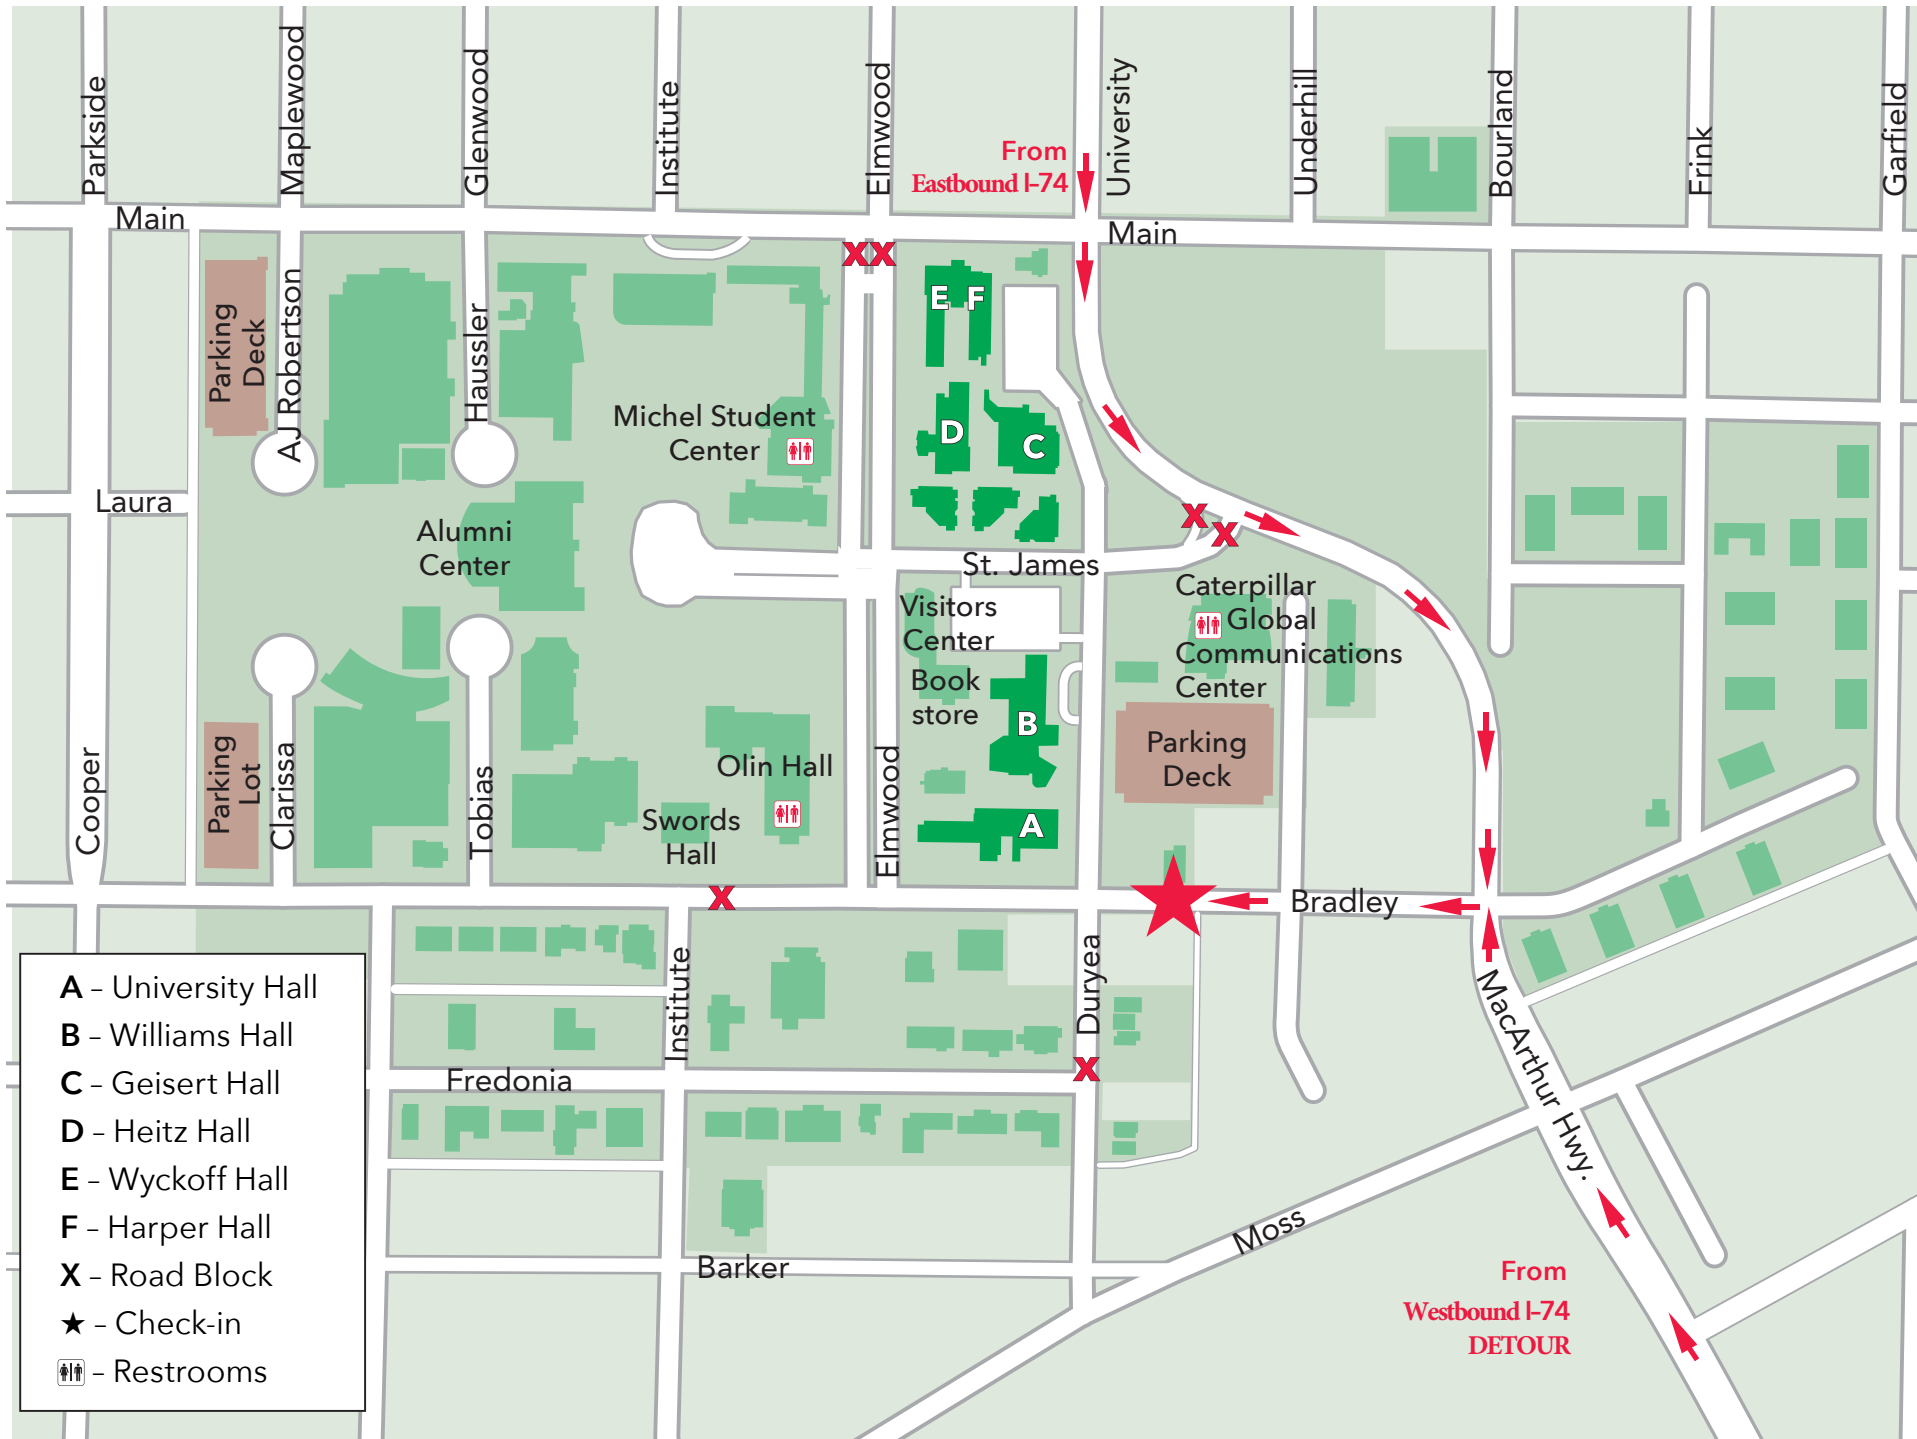 Parkside
Maplewood
Glenwood
Institute
Elmwood
University
Underhill
Bourland
Frink
Garfield
From
Eastbound I-74
Main
Main
X X
Parking
Deck
AJ Robertson
Haussler
E F
Michel Student
Center
D
C
Laura
Alumni
Center
X
X
St. James
Visitors
Center
Caterpillar
Global
Communications
Center
Book
store
B
Parking
Deck
Parking
Lot
Cooper
Clarissa
Tobias
Olin Hall
Swords
Hall
Elmwood
A
X
Bradley
Institute
Duryea
MacArthur Hwy.
X
Fredonia
Moss
Barker
From
Westbound I-74
DETOUR
A – University Hall
B – Williams Hall
C – Geisert Hall
D – Heitz Hall
E – Wyckoff Hall
F – Harper Hall
X – Road Block
★ – Check-in
– Restrooms